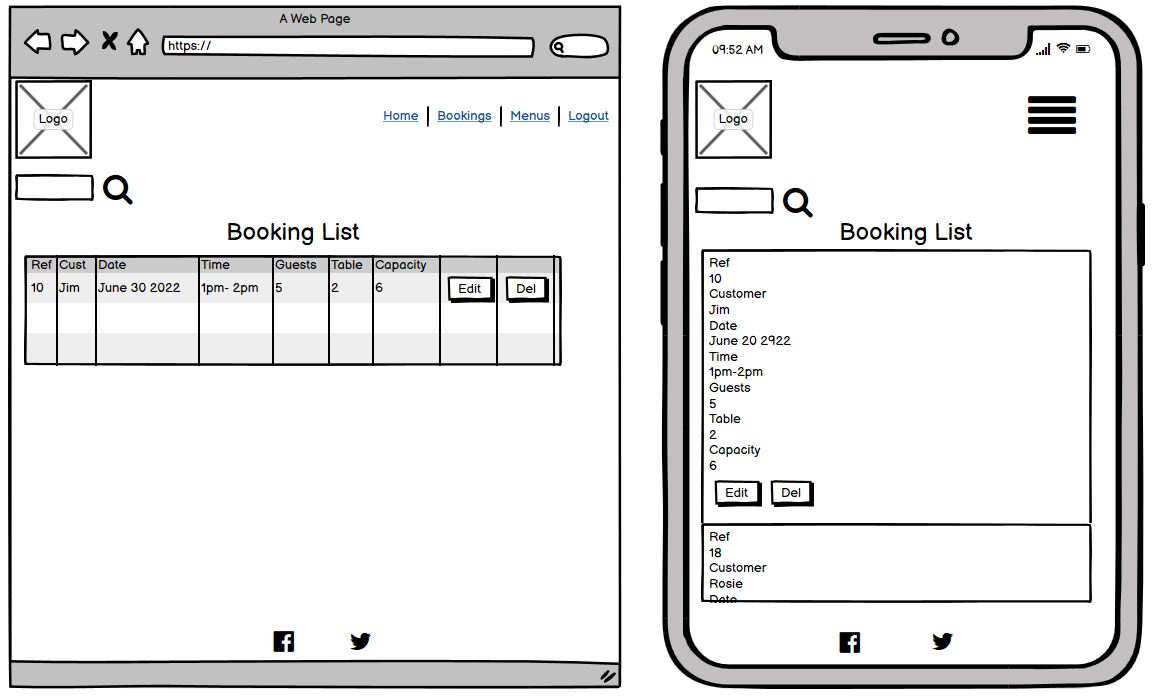 A Web Page
https://
Logo
Home Bookings Menus Logout
Booking List
Ref Cust Date Time Guests Table Capacity
10 Jim June 30 2022 1pm- 2pm 5 2 6 Edit Del
09:52 AM
Logo
Booking List
Ref
10
Customer
Jim
Date
June 20 2922
Time
1pm-2pm
Guests
5
Table
2
Capacity
6
Edit Del
Ref
18
Customer
Rosie
Date